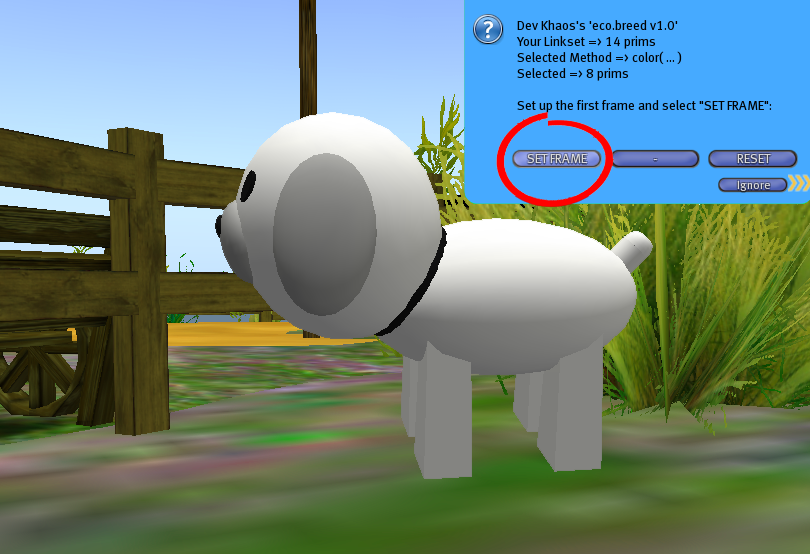 Dev Khaos's 'eco.breed v1.0'
Your Linkset => 14 prims
Selected Method => color( ... )
Selected => 8 prims
Set up the first frame and select "SET FRAME":
SET FRAME - RESET
Ignore